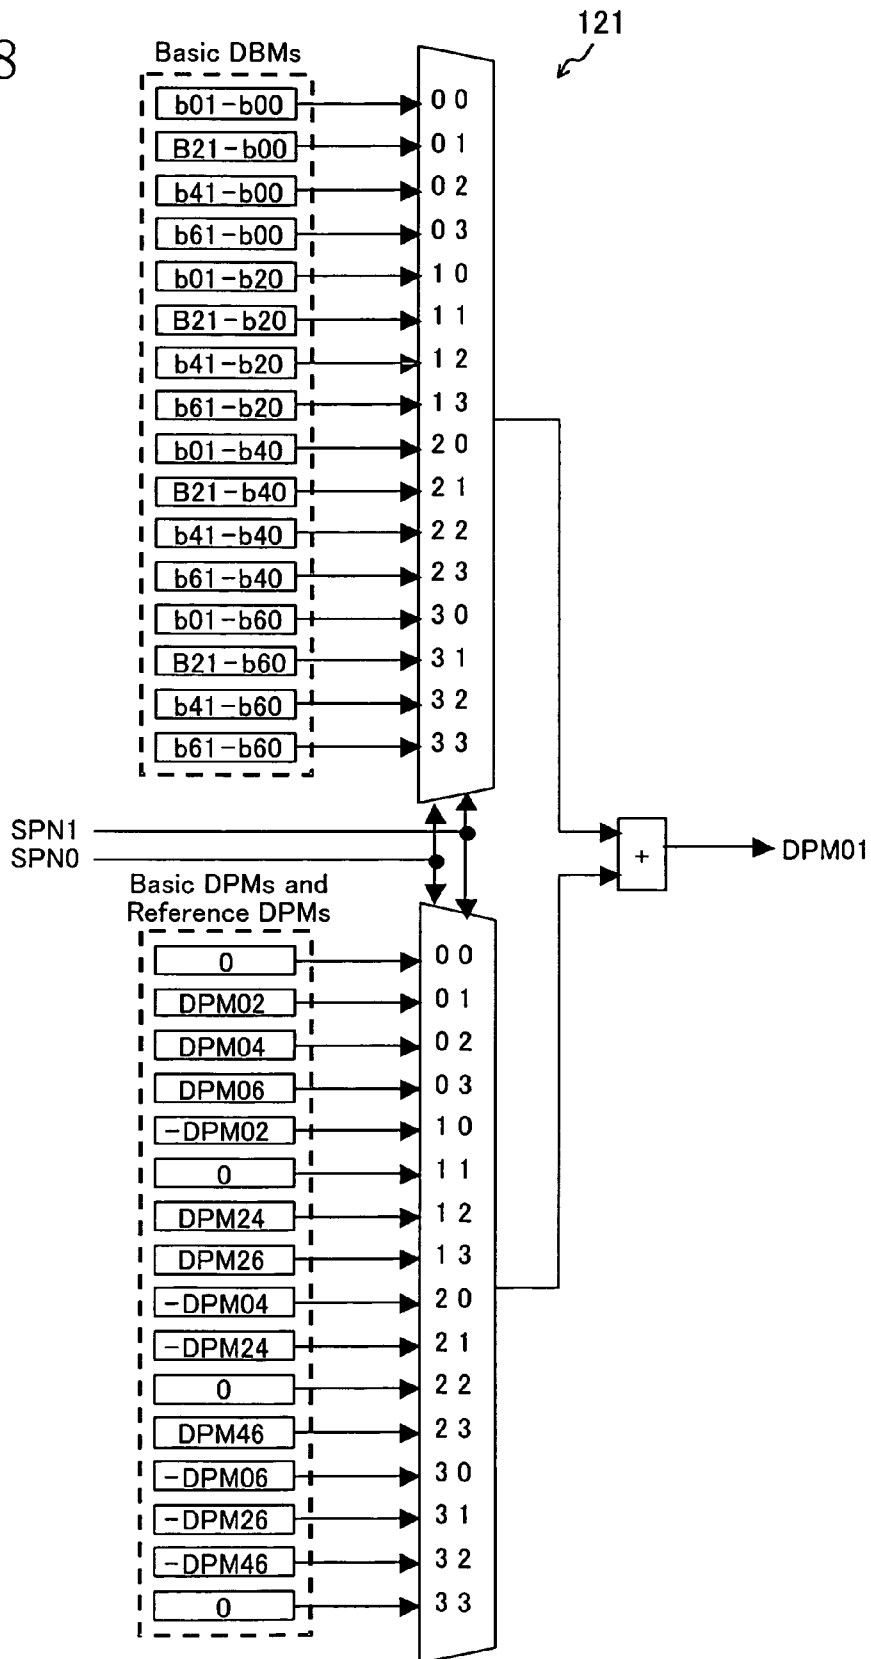 8
121
Basic DBMs
b01-b00 00
B21-b00 01
b41-b00 02
b61-b00 03
b01-b20 10
B21-b20 11
b41-b20 12
b61-b20 13
b01-b40 20
B21-b40 21
b41-b40 22
b61-b40 23
b01-b60 30
B21-b60 31
b41-b60 32
b61-b60 33
SPN1
SPN0
+ DPM01
Basic DPMs and
Reference DPMs
0 00
DPM02 01
DPM04 02
DPM06 03
-DPM02 10
0 11
DPM24 12
DPM26 13
-DPM04 20
-DPM24 21
0 22
DPM46 23
-DPM06 30
-DPM26 31
-DPM46 32
0 33